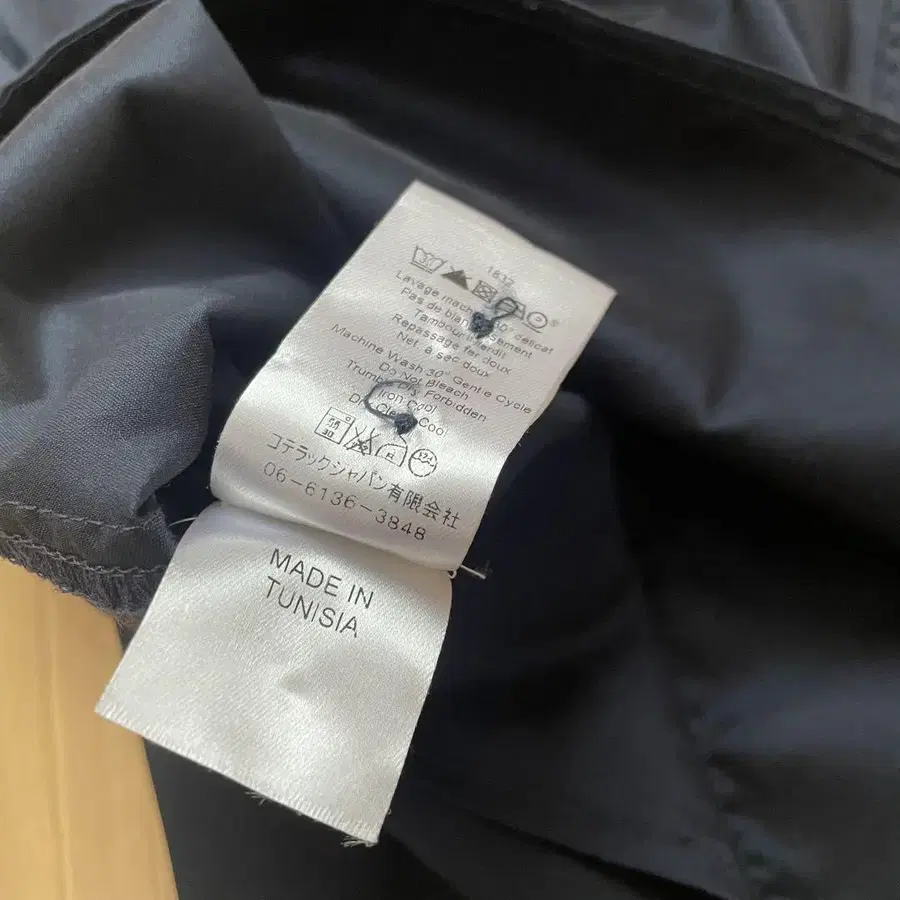 Lavage machine 30° délicat
Pas de blanchissement
Tambour interdit
Repassage fer doux
Net. à sec doux
Machine Wash 30° Gentle Cycle
Do Not Bleach
Trumble Dry Forbidden
Iron Cool
Dry Clean Cool
コテラックジャパン有限会社
06-6136-3848
MADE IN
TUNISIA